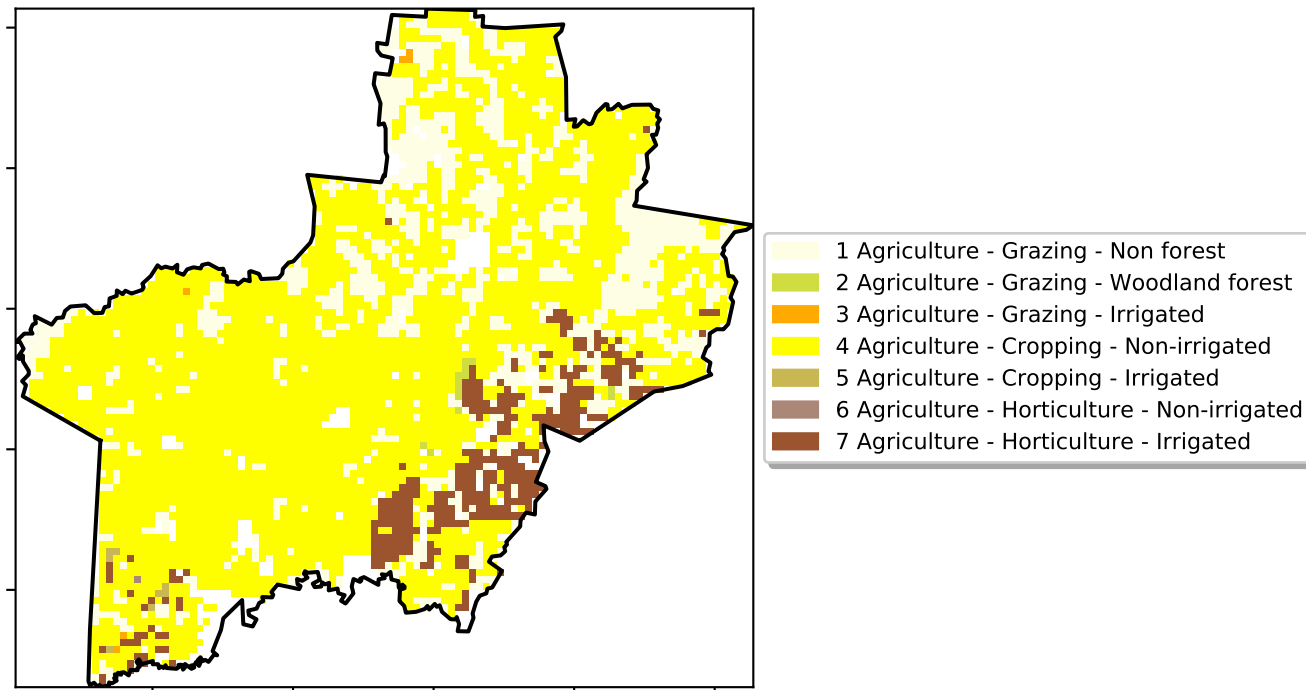 1 Agriculture - Grazing - Non forest
2 Agriculture - Grazing - Woodland forest
3 Agriculture - Grazing - Irrigated
4 Agriculture - Cropping - Non-irrigated
5 Agriculture - Cropping - Irrigated
6 Agriculture - Horticulture - Non-irrigated
7 Agriculture - Horticulture - Irrigated